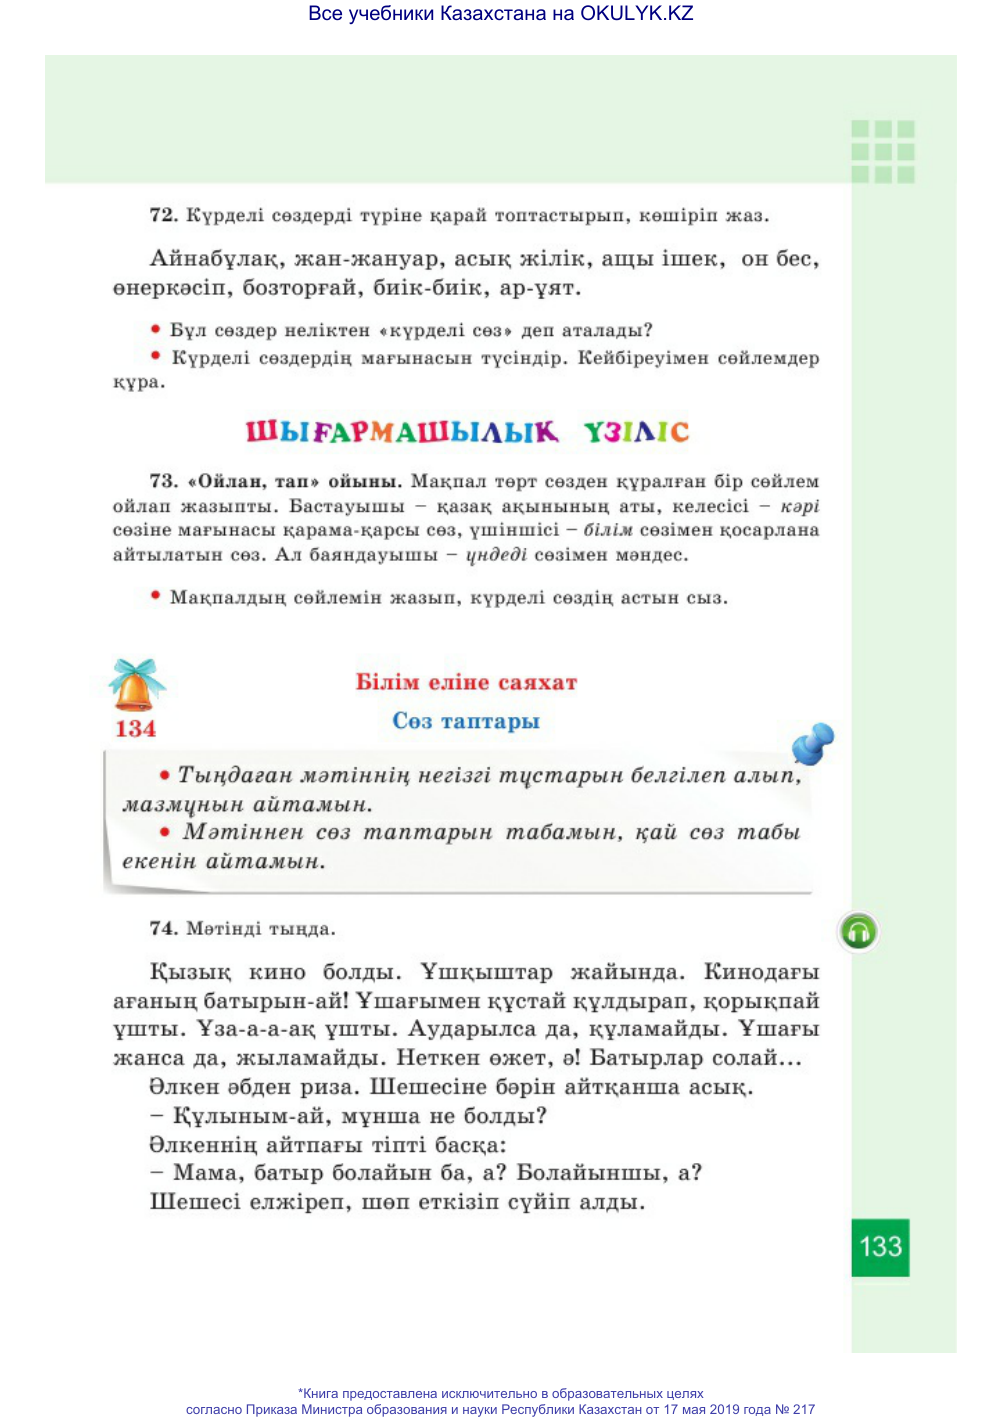 Все учебники Казахстана на OKULYK.KZ
72. Күрделі сөздерді түріне қарай топтастырып, көшіріп жаз.
Айнабұлақ, жан-жануар, асық жілік, ащы ішек, он бес,
өнеркәсіп, бозторғай, биік-биік, ар-ұят.
• Бұл сөздер неліктен «күрделі сөз» деп аталады?
• Күрделі сөздердің мағынасын түсіндір. Кейбіреуімен сөйлемдер
құра.
ШЫҒАРМАШЫЛЫҚ ҮЗІЛІС
73. «Ойлан, тап» ойыны. Мақпал төрт сөзден құралған бір сөйлем
ойлап жазыпты. Бастауышы – қазақ ақынының аты, келесісі – кәрі
сөзіне мағынасы қарама-қарсы сөз, үшіншісі – білім сөзімен қосарлана
айтылатын сөз. Ал баяндауышы – үндеді сөзімен мәндес.
• Мақпалдың сөйлемін жазып, күрделі сөздің астын сыз.
Білім еліне саяхат
134
Сөз таптары
• Тыңдаған мәтіннің негізгі тұстарын белгілеп алып,
мазмұнын айтамын.
• Мәтіннен сөз таптарын табамын, қай сөз табы
екенін айтамын.
74. Мәтінді тыңда.
Қызық кино болды. Ұшқыштар жайында. Кинодағы
ағаның батырын-ай! Ұшағымен құстай құлдырап, қорықпай
ұшты. Ұза-а-а-ақ ұшты. Аударылса да, құламайды. Ұшағы
жанса да, жыламайды. Неткен өжет, ә! Батырлар солай...
Әлкен әбден риза. Шешесіне бәрін айтқанша асық.
– Құлыным-ай, мұнша не болды?
Әлкеннің айтпағы тіпті басқа:
– Мама, батыр болайын ба, а? Болайыншы, а?
Шешесі елжіреп, шөп еткізіп сүйіп алды.
133
*Книга предоставлена исключительно в образовательных целях
согласно Приказа Министра образования и науки Республики Казахстан от 17 мая 2019 года № 217